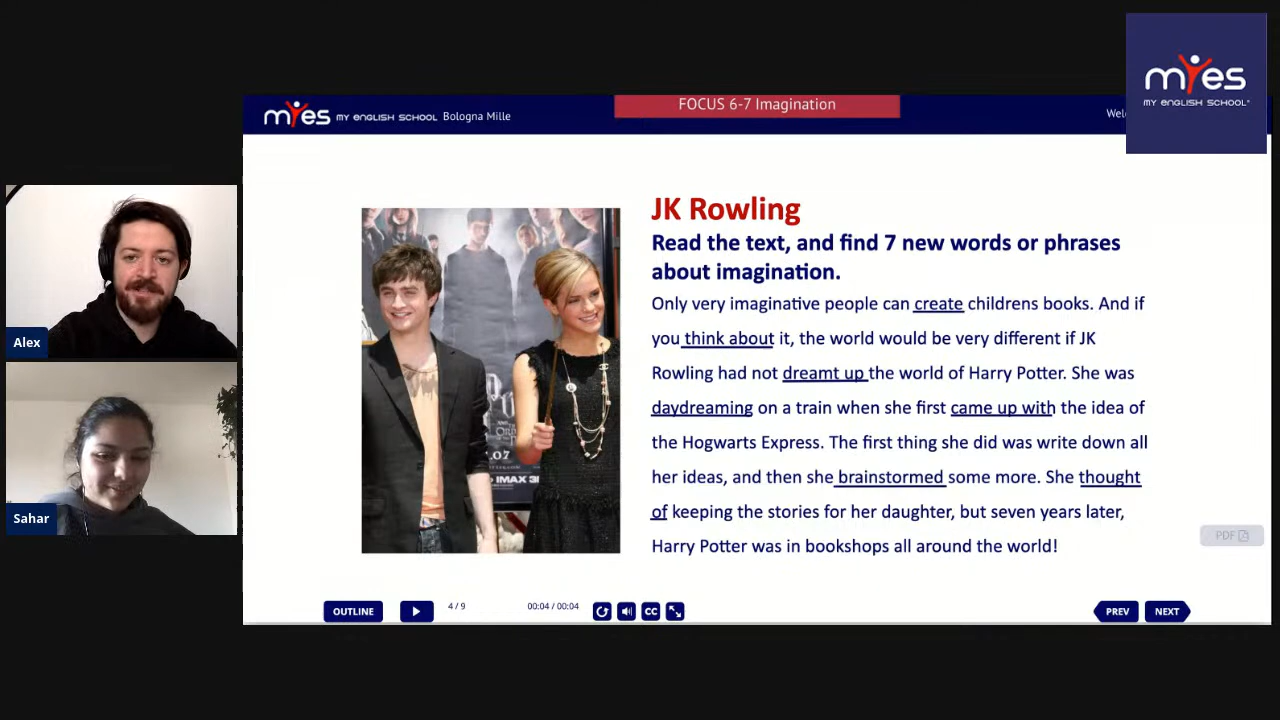 myes
MY ENGLISH SCHOOL
myes MY ENGLISH SCHOOL Bologna Mille
FOCUS 6-7 Imagination
Alex
Sahar
JK Rowling
Read the text, and find 7 new words or phrases
about imagination.
Only very imaginative people can create childrens books. And if
you think about it, the world would be very different if JK
Rowling had not dreamt up the world of Harry Potter. She was
daydreaming on a train when she first came up with the idea of
the Hogwarts Express. The first thing she did was write down all
her ideas, and then she brainstormed some more. She thought
of keeping the stories for her daughter, but seven years later,
Harry Potter was in bookshops all around the world!
.07
IMAX 3
PDF
OUTLINE
4 / 9
00:04 / 00:04
CC
PREV
NEXT